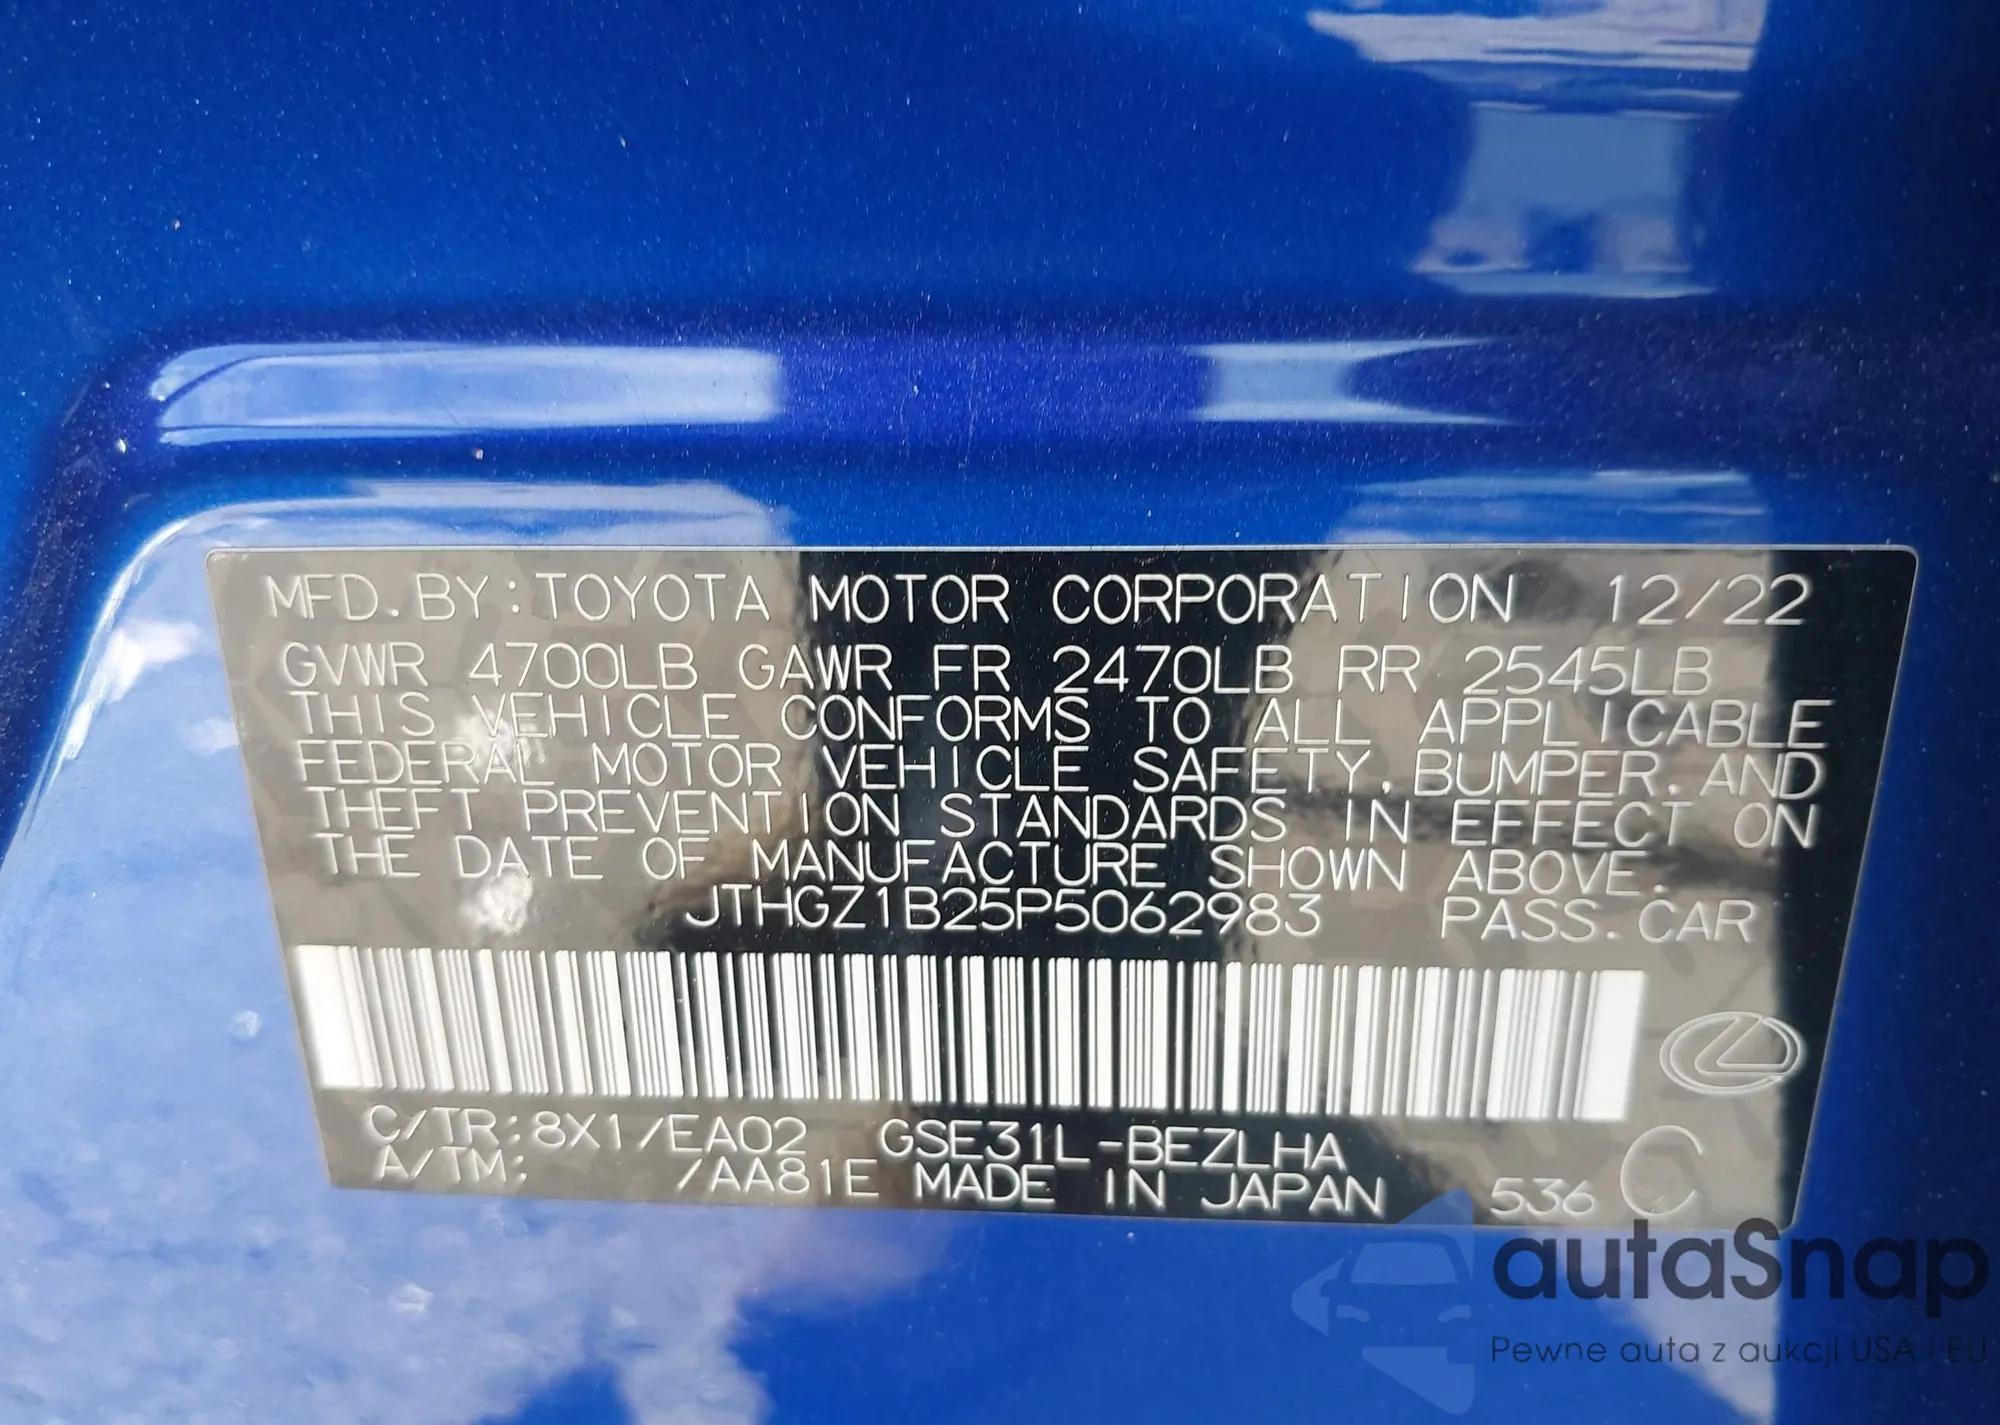 MFD. BY: TOYOTA MOTOR CORPORATION 12/22
GVWR 4700LB GAWR FR 2470LB RR 2545LB
THIS VEHICLE CONFORMS TO ALL APPLICABLE
FEDERAL MOTOR VEHICLE SAFETY, BUMPER, AND
THEFT PREVENTION STANDARDS IN EFFECT ON
THE DATE OF MANUFACTURE SHOWN ABOVE.
JTHGZ1B25P5062983 PASS. CAR
C/TR: 8X1/EA02 GSE31L-BEZLHA
A/TM: /AA81E MADE IN JAPAN 536 C
autaSnap
Pewne auta z aukcji USA i EU